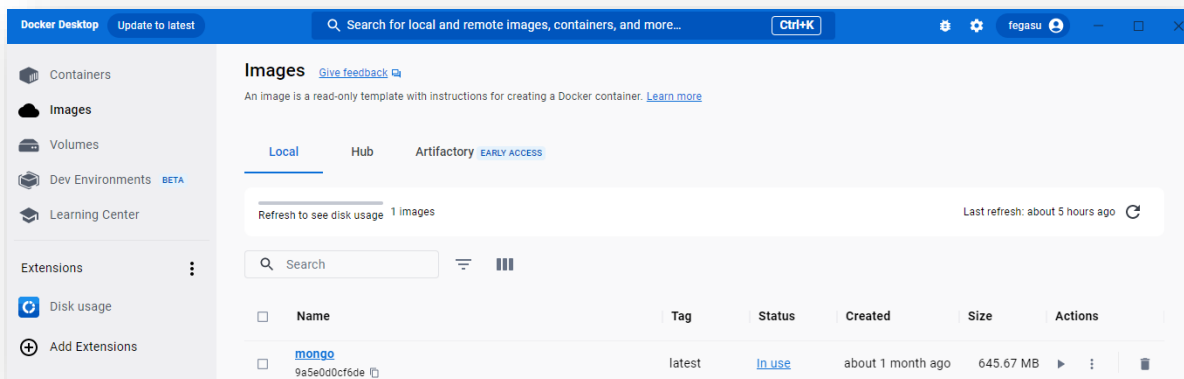 Docker Desktop Update to latest Search for local and remote images, containers, and more... Ctrl+K fegasu
Containers
Images
Volumes
Dev Environments BETA
Learning Center
Extensions
Disk usage
Add Extensions
Images Give feedback
An image is a read-only template with instructions for creating a Docker container. Learn more
Local Hub Artifactory EARLY ACCESS
Refresh to see disk usage 1 images Last refresh: about 5 hours ago
Search
Name Tag Status Created Size Actions
mongo latest In use about 1 month ago 645.67 MB
9a5e0d0cf6de